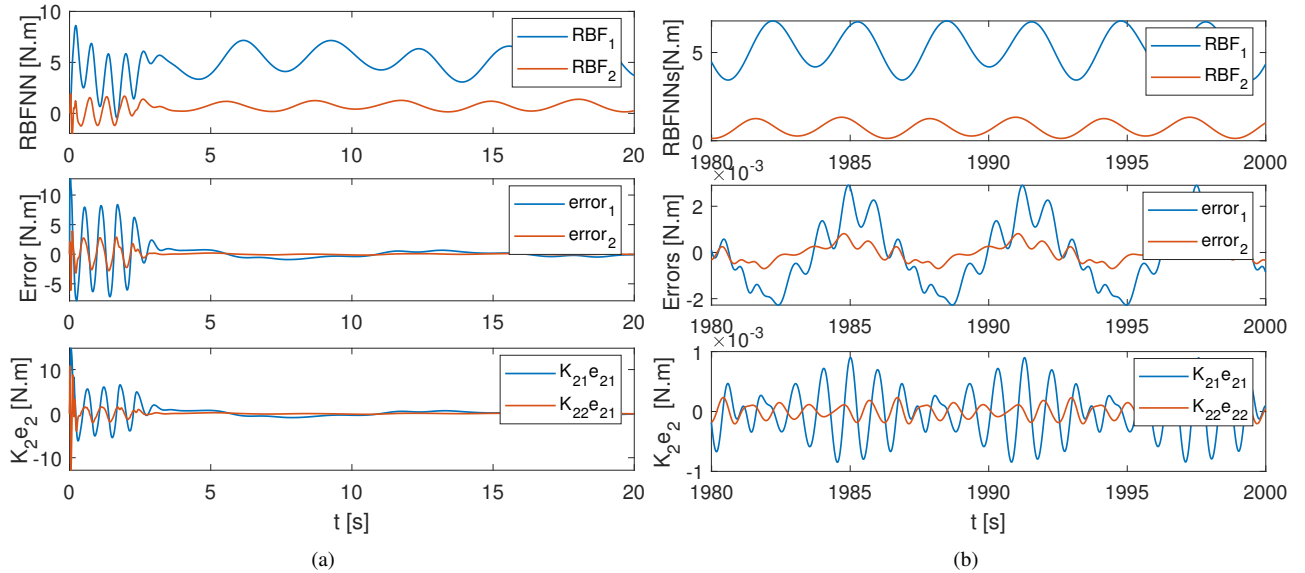 RBFNN [N.m]
10
5
0
RBF1
RBF2
0 5 10 15 20
Error [N.m]
10
5
0
-5
error1
error2
0 5 10 15 20
K2e2 [N.m]
10
0
-10
K21e21
K22e21
0 5 10 15 20
t [s]
(a)
RBFNNs[N.m]
5
0
RBF1
RBF2
1980 1985 1990 1995 2000
×10-3
Errors [N.m]
2
0
-2
error1
error2
1980 1985 1990 1995 2000
×10-3
K2e2 [N.m]
1
0
-1
K21e21
K22e22
1980 1985 1990 1995 2000
t [s]
(b)